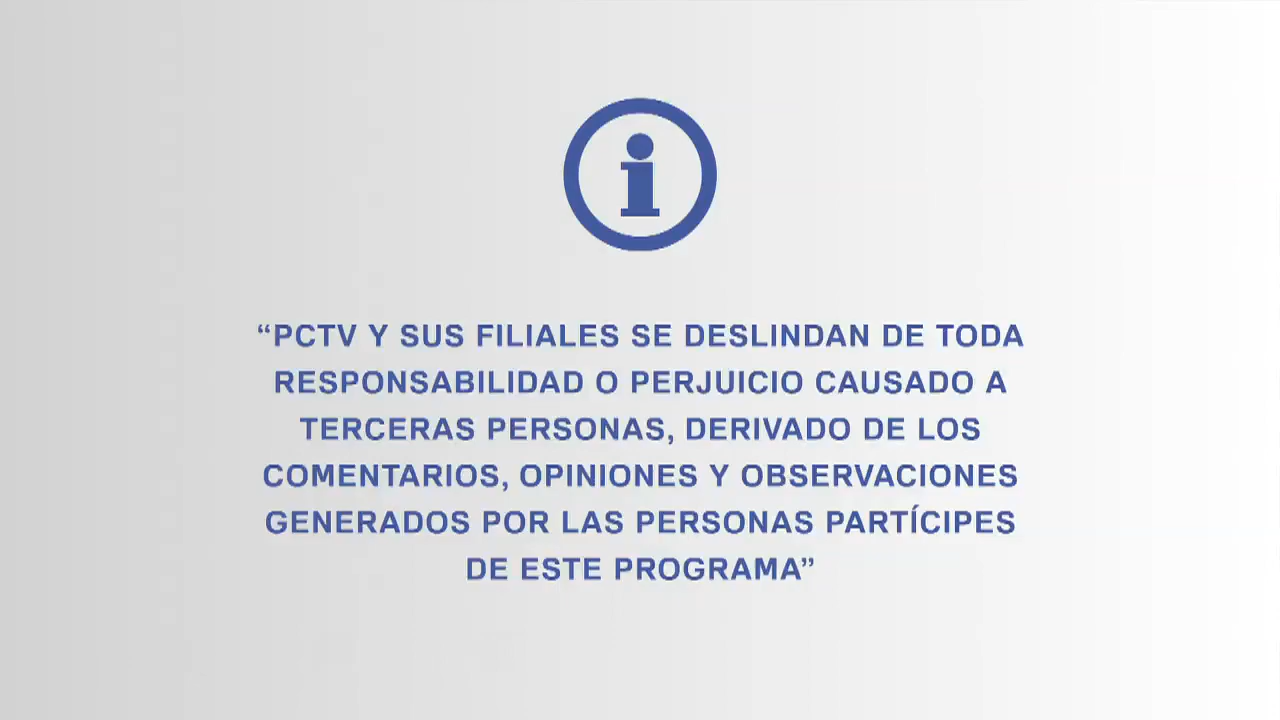 “PCTV Y SUS FILIALES SE DESLINDAN DE TODA
RESPONSABILIDAD O PERJUICIO CAUSADO A
TERCERAS PERSONAS, DERIVADO DE LOS
COMENTARIOS, OPINIONES Y OBSERVACIONES
GENERADOS POR LAS PERSONAS PARTÍCIPES
DE ESTE PROGRAMA”